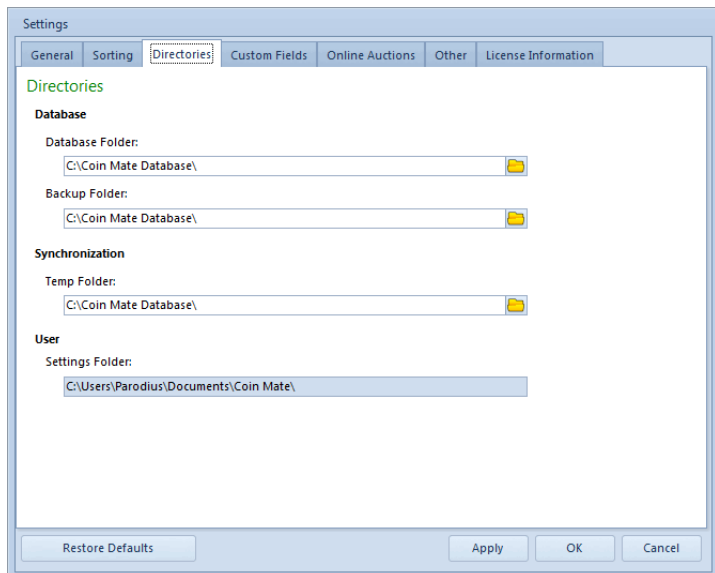 Settings
General Sorting Directories Custom Fields Online Auctions Other License Information
Directories
Database
Database Folder:
C:\Coin Mate Database\
Backup Folder:
C:\Coin Mate Database\
Synchronization
Temp Folder:
C:\Coin Mate Database\
User
Settings Folder:
C:\Users\Parodius\Documents\Coin Mate\
Restore Defaults Apply OK Cancel